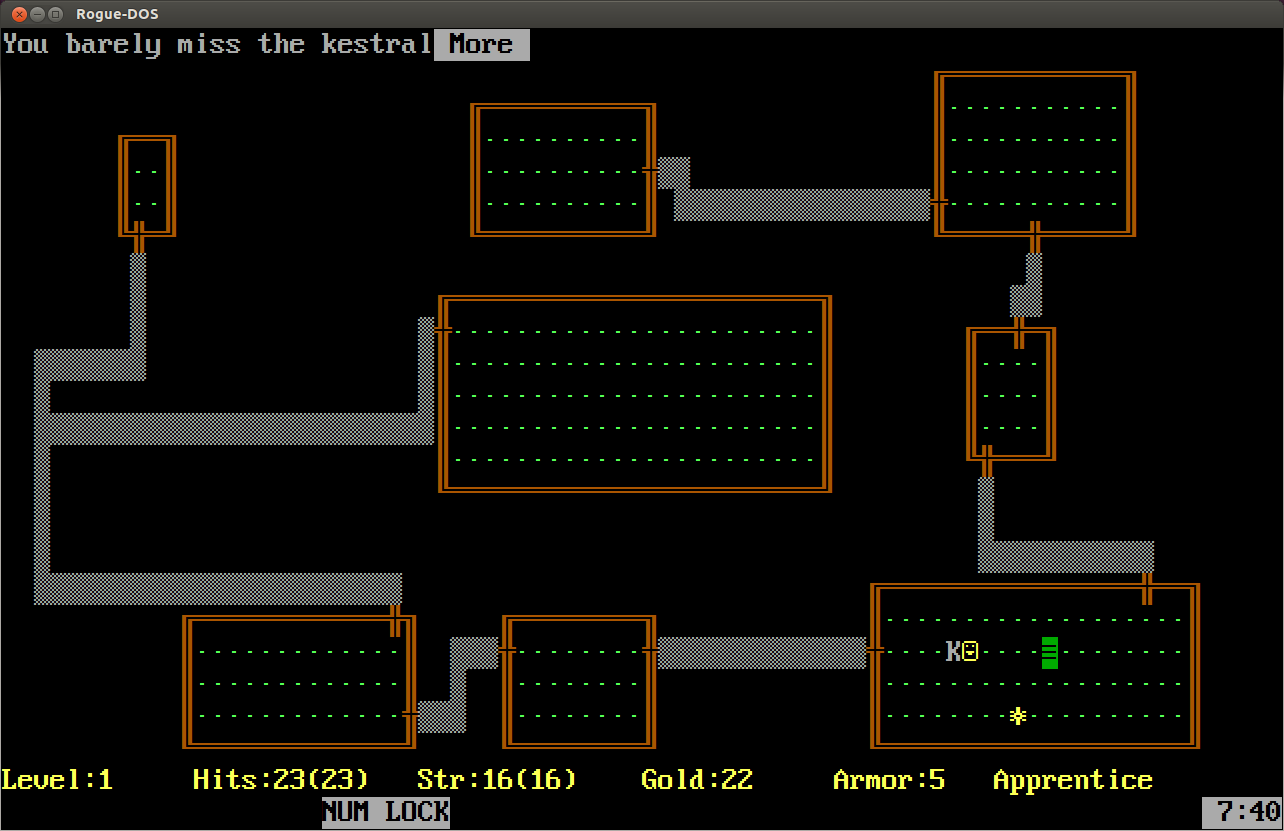 Rogue-DOS
You barely miss the kestral More
K
Level:1 Hits:23(23) Str:16(16) Gold:22 Armor:5 Apprentice
NUM LOCK 7:40